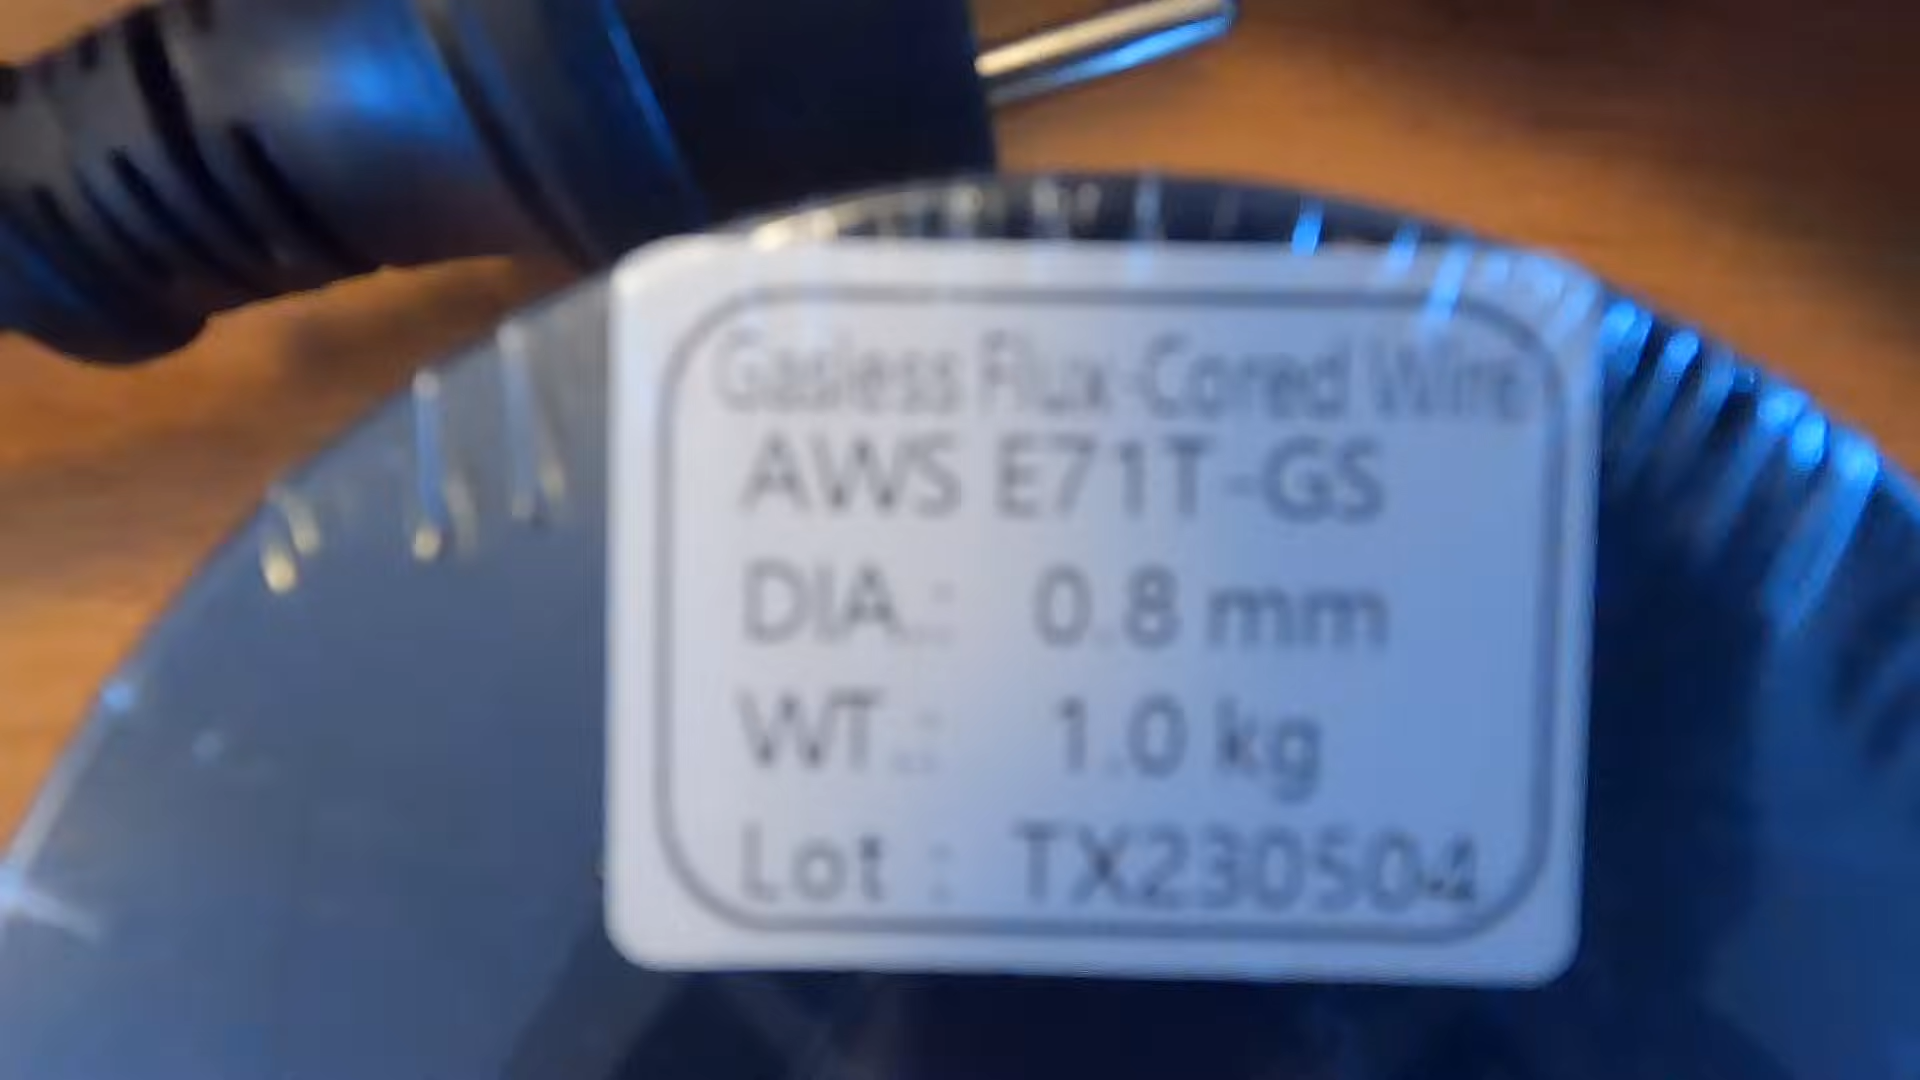 Gasless Flux-Cored Wire
AWS E71T-GS
DIA.: 0.8 mm
WT.: 1.0 kg
Lot : TX230504